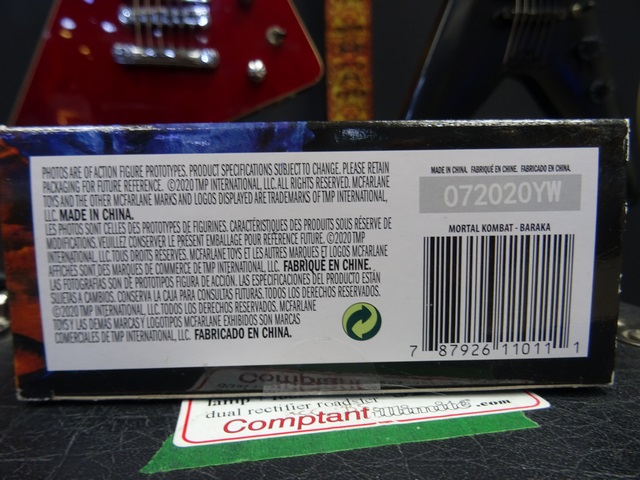 PHOTOS ARE OF ACTION FIGURE PROTOTYPES. PRODUCT SPECIFICATIONS SUBJECT TO CHANGE. PLEASE RETAIN
PACKAGING FOR FUTURE REFERENCE. ©2020 TMP INTERNATIONAL, LLC. ALL RIGHTS RESERVED. MCFARLANE
TOYS AND THE OTHER MCFARLANE MARKS AND LOGOS DISPLAYED ARE TRADEMARKS OF TMP INTERNATIONAL,
LLC. MADE IN CHINA.
LES PHOTOS SONT CELLES DES PROTOTYPES DE FIGURINES. CARACTÉRISTIQUES DES PRODUITS SOUS RÉSERVE DE
MODIFICATIONS. VEUILLEZ CONSERVER LE PRÉSENT EMBALLAGE POUR RÉFÉRENCE FUTURE. ©2020 TMP
INTERNATIONAL, LLC. TOUS DROITS RÉSERVÉS. MCFARLANE TOYS ET LES AUTRES MARQUES ET LOGOS MCFARLANE
AFFICHÉS SONT DES MARQUES DE COMMERCE DE TMP INTERNATIONAL, LLC. FABRIQUÉ EN CHINE.
LAS FOTOGRAFÍAS SON DE PROTOTIPOS FIGURA DE ACCIÓN. LAS ESPECIFICACIONES DEL PRODUCTO ESTÁN
SUJETAS A CAMBIOS. CONSERVA LA CAJA PARA CONSULTAS FUTURAS. TODOS LOS DERECHOS RESERVADOS.
©2020 TMP INTERNATIONAL, LLC. TODOS LOS DERECHOS RESERVADOS. MCFARLANE
TOYS Y LAS DEMÁS MARCAS Y LOGOTIPOS MCFARLANE EXHIBIDOS SON MARCAS
COMERCIALES DE TMP INTERNATIONAL, LLC. FABRICADO EN CHINA.
MADE IN CHINA. FABRIQUÉ EN CHINE. FABRICADO EN CHINA.
072020YW
MORTAL KOMBAT - BARAKA
7 87926 11011 1
lamp
dual rectifier roadster
Comptant illimité.com